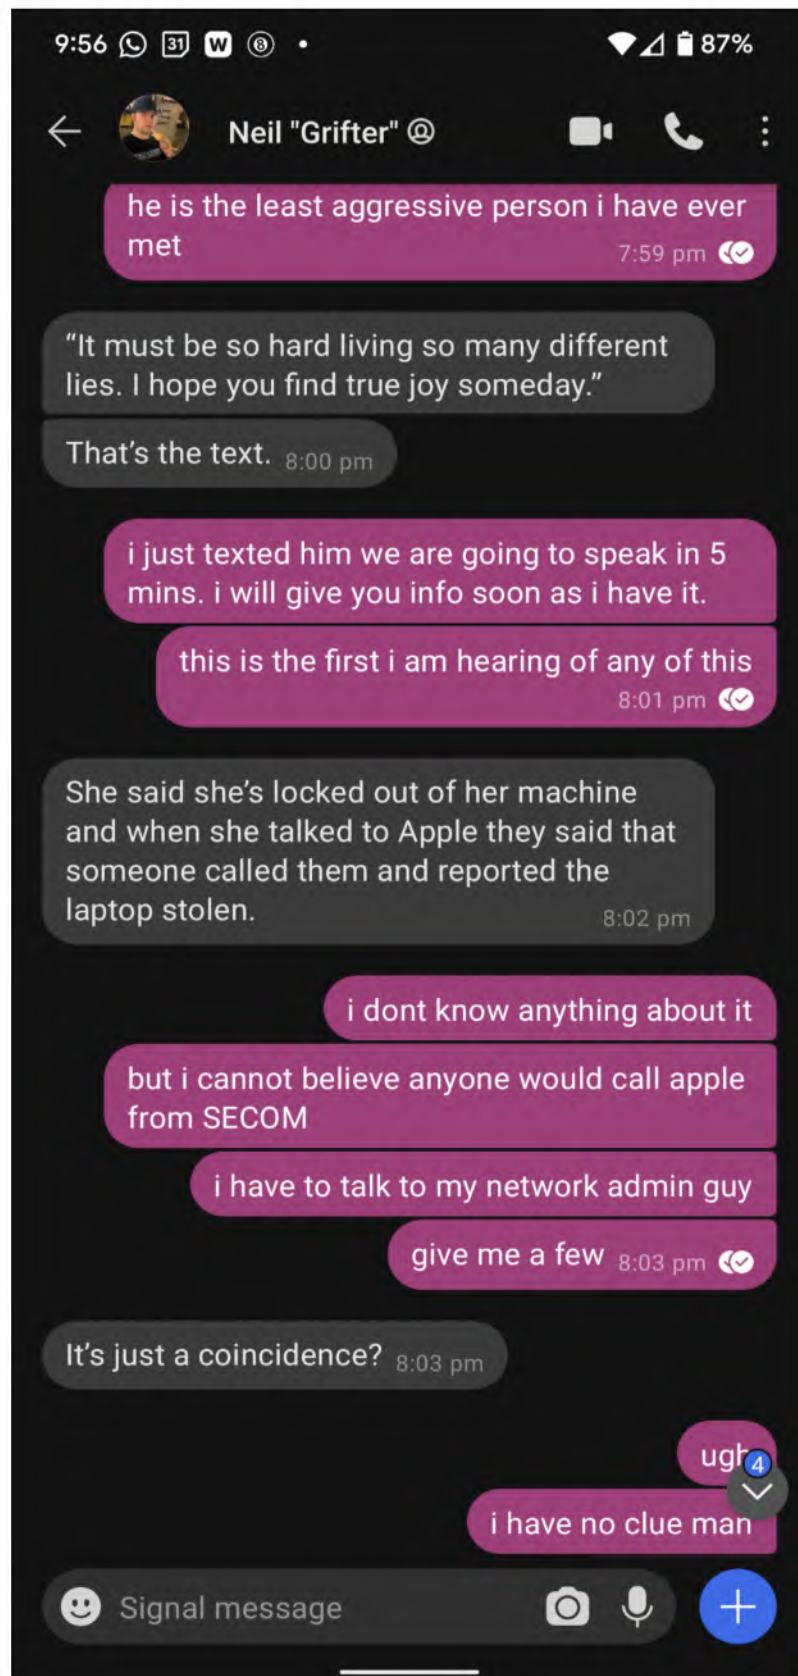 9:56 31 W 8 87%
Neil "Grifter"
he is the least aggressive person i have ever
met
7:59 pm
“It must be so hard living so many different
lies. I hope you find true joy someday.”
That’s the text. 8:00 pm
i just texted him we are going to speak in 5
mins. i will give you info soon as i have it.
this is the first i am hearing of any of this
8:01 pm
She said she’s locked out of her machine
and when she talked to Apple they said that
someone called them and reported the
laptop stolen.
8:02 pm
i dont know anything about it
but i cannot believe anyone would call apple
from SECOM
i have to talk to my network admin guy
give me a few 8:03 pm
It’s just a coincidence? 8:03 pm
ugh
4
i have no clue man
Signal message